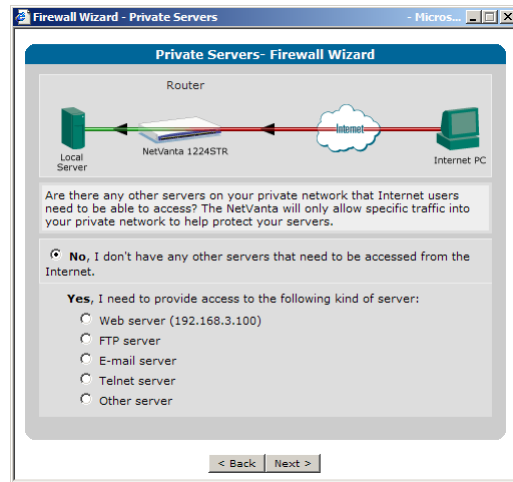 Firewall Wizard - Private Servers - Micros...
Private Servers- Firewall Wizard
Router
Internet
Local
Server
NetVanta 1224STR
Internet PC
Are there any other servers on your private network that Internet users
need to be able to access? The NetVanta will only allow specific traffic into
your private network to help protect your servers.
No, I don't have any other servers that need to be accessed from the
Internet.
Yes, I need to provide access to the following kind of server:
Web server (192.168.3.100)
FTP server
E-mail server
Telnet server
Other server
< Back
Next >